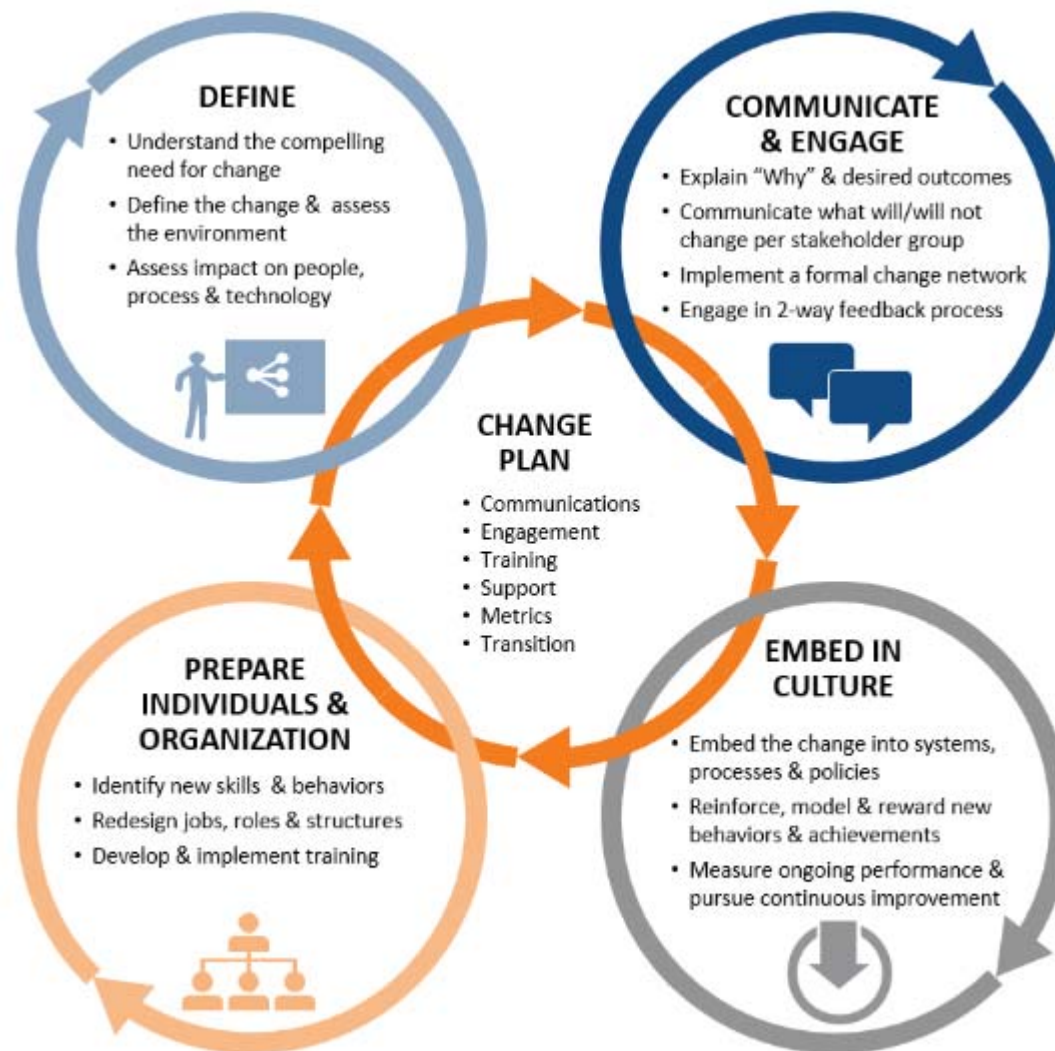 DEFINE
• Understand the compelling
need for change
• Define the change & assess
the environment
• Assess impact on people,
process & technology
COMMUNICATE
& ENGAGE
• Explain “Why” & desired outcomes
• Communicate what will/will not
change per stakeholder group
• Implement a formal change network
• Engage in 2-way feedback process
CHANGE
PLAN
• Communications
• Engagement
• Training
• Support
• Metrics
• Transition
PREPARE
INDIVIDUALS &
ORGANIZATION
• Identify new skills & behaviors
• Redesign jobs, roles & structures
• Develop & implement training
EMBED IN
CULTURE
• Embed the change into systems,
processes & policies
• Reinforce, model & reward new
behaviors & achievements
• Measure ongoing performance &
pursue continuous improvement